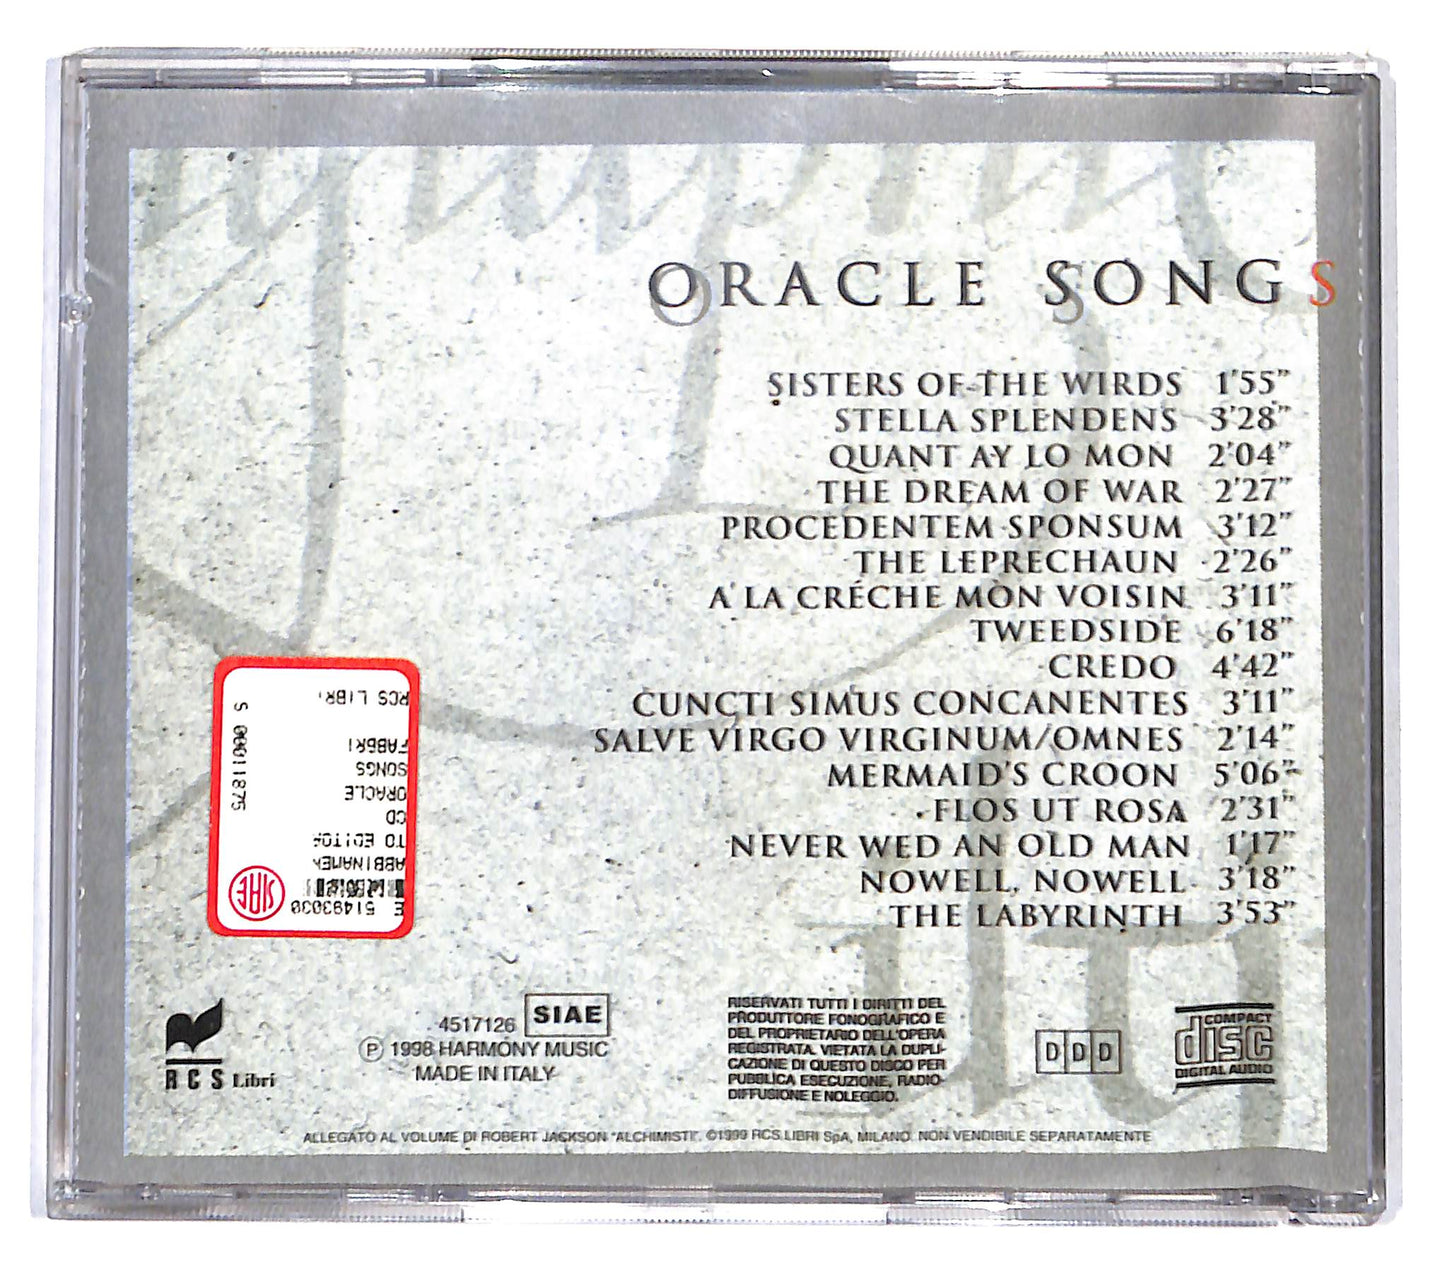 ORACLE SONGS
SISTERS OF THE WIRDS 1'55"
STELLA SPLENDENS 3'28"
QUANT AY LO MON 2'04"
THE DREAM OF WAR 2'27"
PROCEDENTEM SPONSUM 3'12"
THE LEPRECHAUN 2'26"
A LA CRÉCHE MON VOISIN 3'11"
TWEEDSIDE 6'18"
CREDO 4'42"
CUNCTI SIMUS CONCANENTES 3'11"
SALVE VIRGO VIRGINUM/OMNES 2'14"
MERMAID'S CROON 5'06"
FLOS UT ROSA 2'31"
NEVER WED AN OLD MAN 1'17"
NOWELL, NOWELL 3'18"
THE LABYRINTH 3'53"
E 51493030
ABBINAMEN
TO EDITOR
CD
ORACLE
SONGS
FABBRI
RCS LIBRI
S 00011875
SIAE
RCS Libri
4517126 SIAE
℗ 1998 HARMONY MUSIC
MADE IN ITALY
RISERVATI TUTTI I DIRITTI DEL
PRODUTTORE FONOGRAFICO E
DEL PROPRIETARIO DELL'OPERA
REGISTRATA. VIETATA LA DUPLI-
CAZIONE DI QUESTO DISCO PER
PUBBLICA ESECUZIONE, RADIO-
DIFFUSIONE E NOLEGGIO.
DDD
COMPACT
disc
DIGITAL AUDIO
ALLEGATO AL VOLUME DI ROBERT JACKSON "ALCHIMISTI". ©1999 RCS LIBRI SpA, MILANO. NON VENDIBILE SEPARATAMENTE